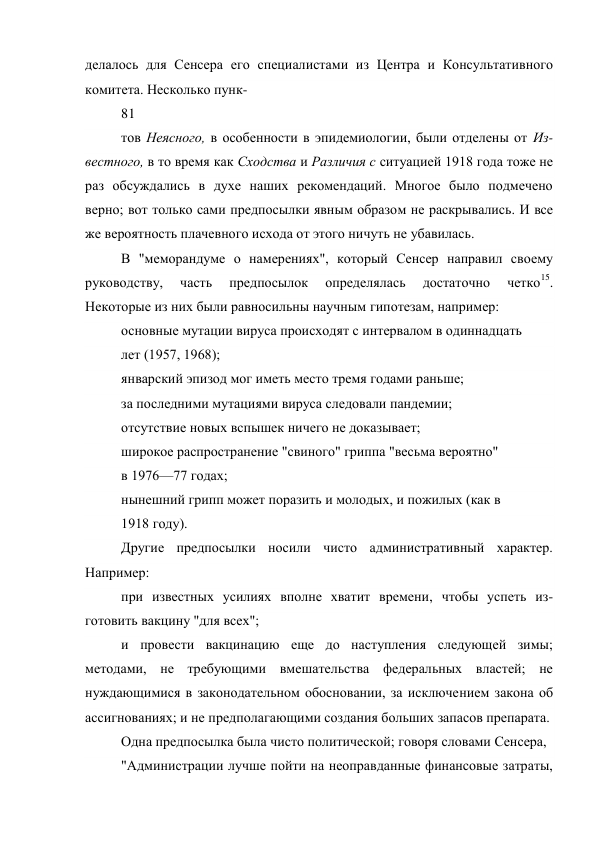 делалось для Сенсера его специалистами из Центра и Консультативного
комитета. Несколько пунк-
81
тов Неясного, в особенности в эпидемиологии, были отделены от Из-
вестного, в то время как Сходства и Различия с ситуацией 1918 года тоже не
раз обсуждались в духе наших рекомендаций. Многое было подмечено
верно; вот только сами предпосылки явным образом не раскрывались. И все
же вероятность плачевного исхода от этого ничуть не убавилась.
В "меморандуме о намерениях", который Сенсер направил своему
руководству, часть предпосылок определялась достаточно четко15.
Некоторые из них были равносильны научным гипотезам, например:
основные мутации вируса происходят с интервалом в одиннадцать
лет (1957, 1968);
январский эпизод мог иметь место тремя годами раньше;
за последними мутациями вируса следовали пандемии;
отсутствие новых вспышек ничего не доказывает;
широкое распространение "свиного" гриппа "весьма вероятно"
в 1976—77 годах;
нынешний грипп может поразить и молодых, и пожилых (как в
1918 году).
Другие предпосылки носили чисто административный характер.
Например:
при известных усилиях вполне хватит времени, чтобы успеть из-
готовить вакцину "для всех";
и провести вакцинацию еще до наступления следующей зимы;
методами, не требующими вмешательства федеральных властей; не
нуждающимися в законодательном обосновании, за исключением закона об
ассигнованиях; и не предполагающими создания больших запасов препарата.
Одна предпосылка была чисто политической; говоря словами Сенсера,
"Администрации лучше пойти на неоправданные финансовые затраты,